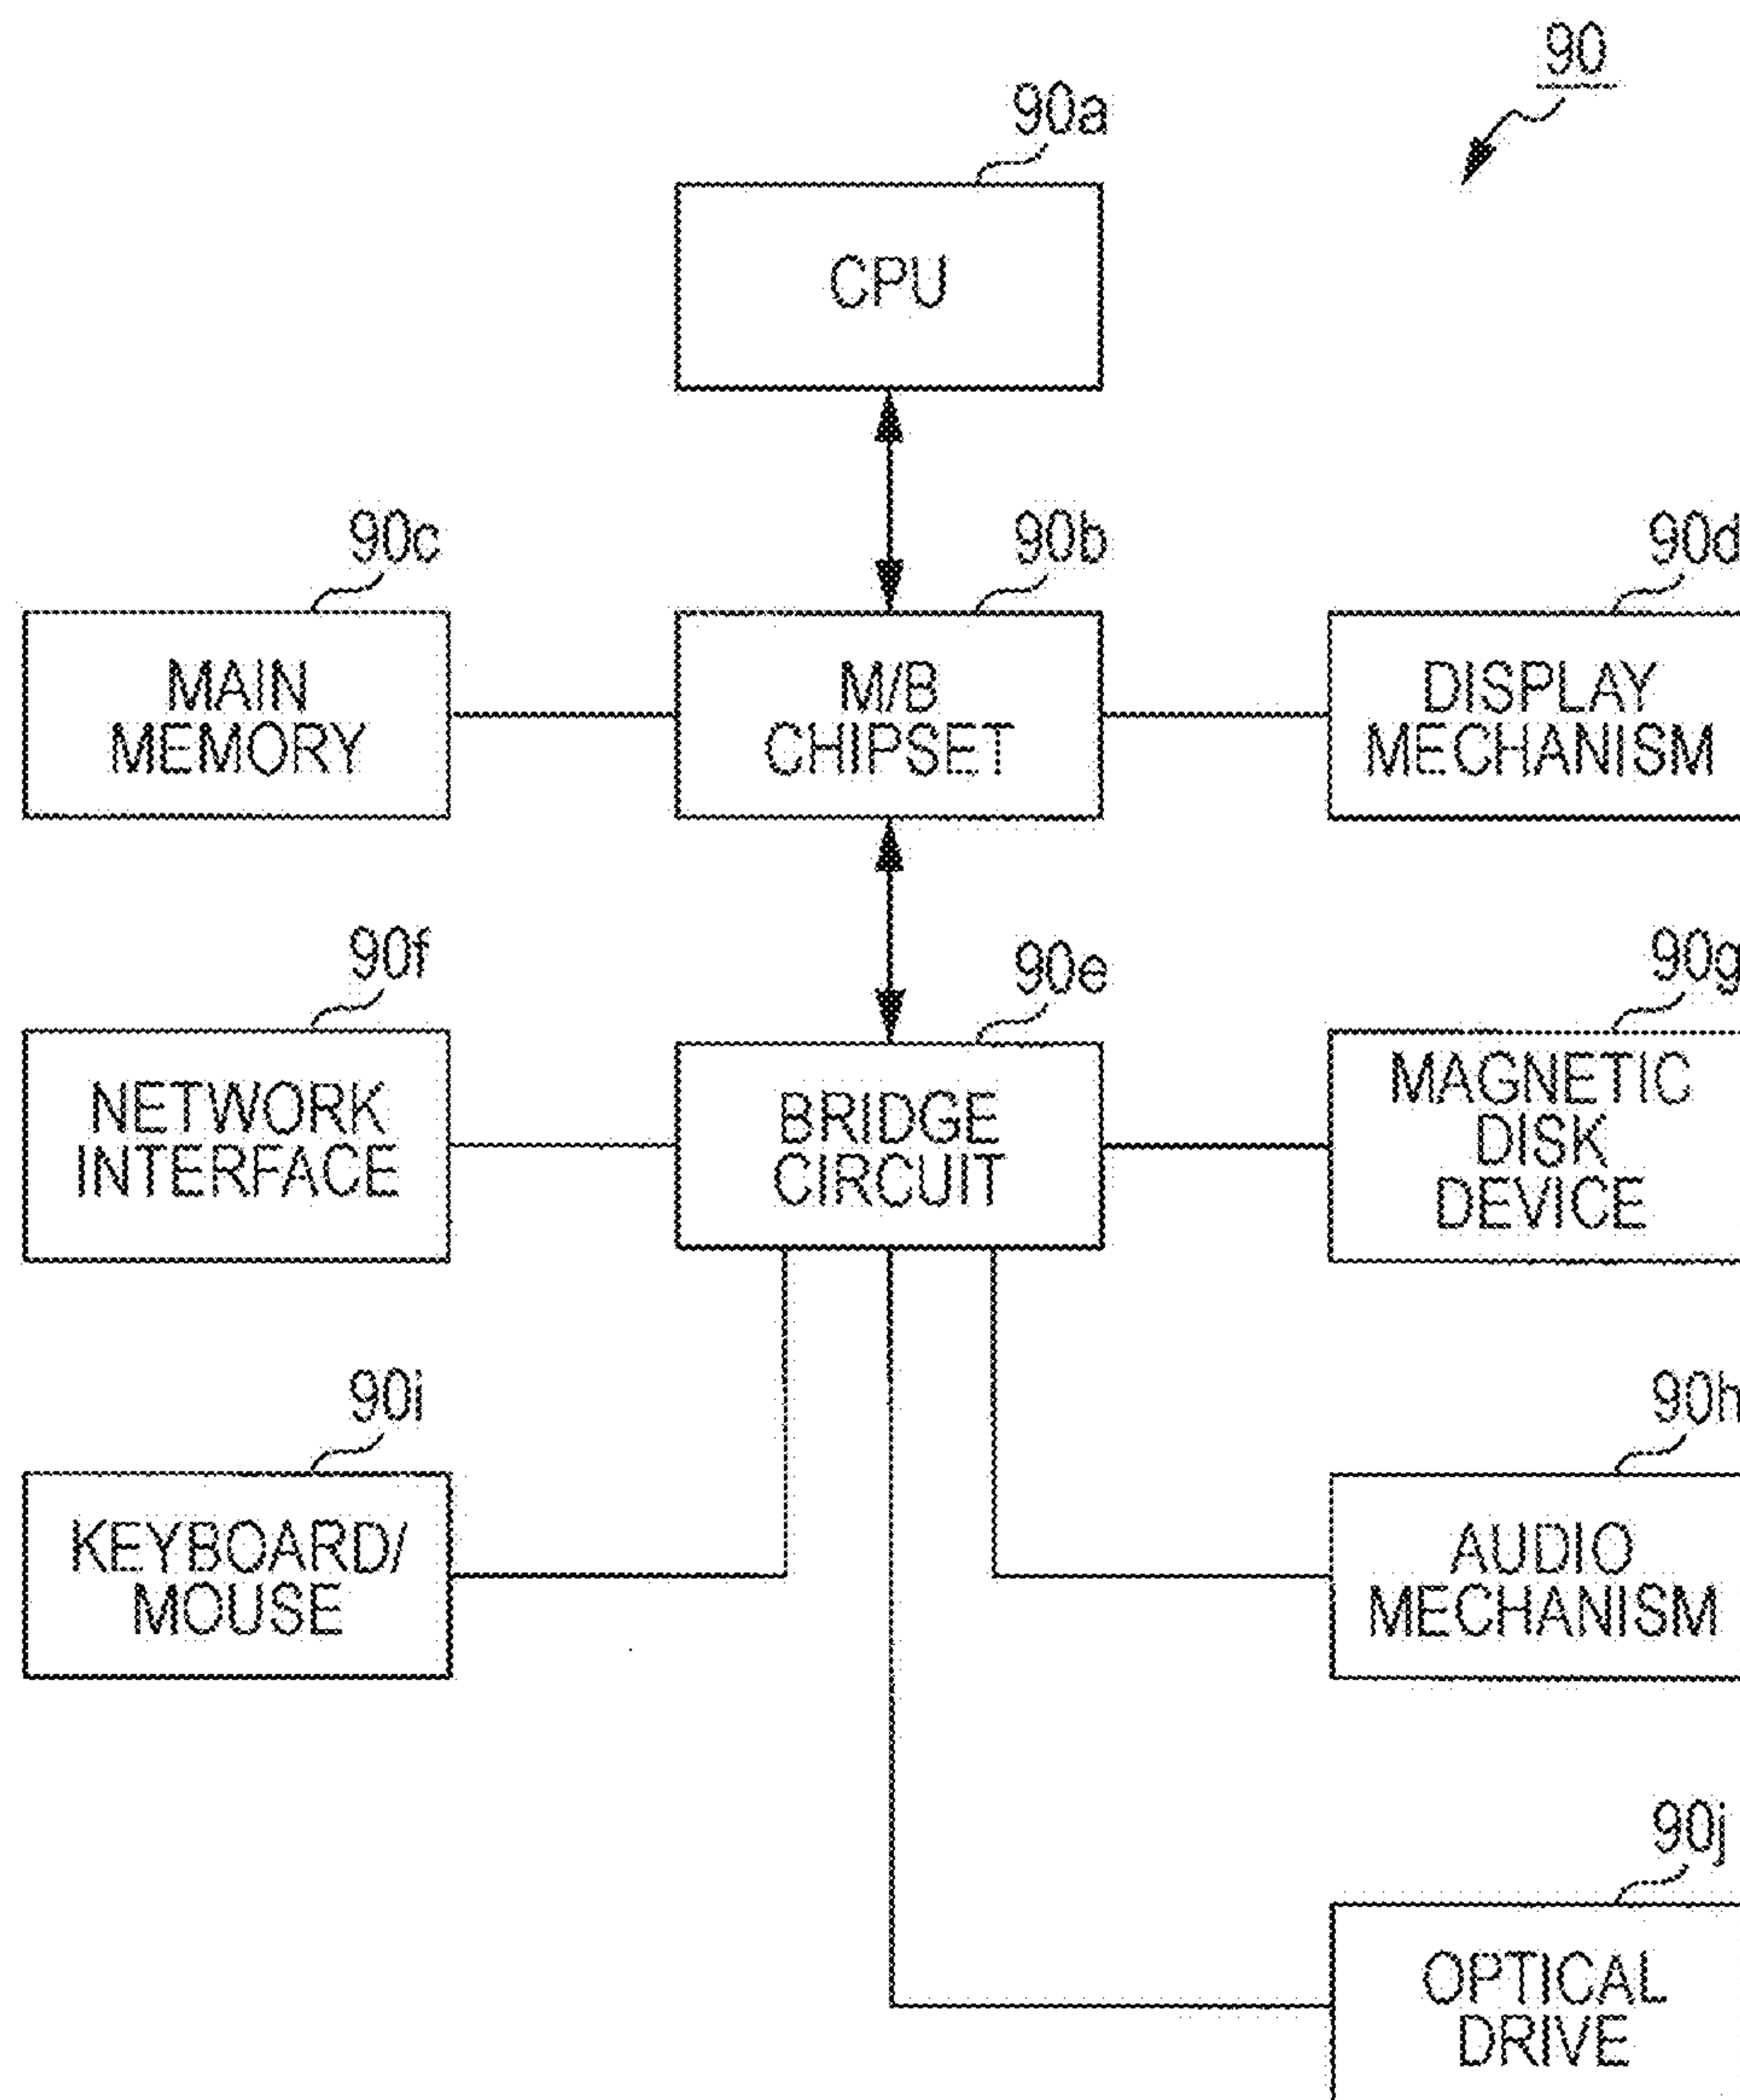 90
90a
CPU
90c
90b
90d
MAIN
MEMORY
M/B
CHIPSET
DISPLAY
MECHANISM
90f
90e
90g
NETWORK
INTERFACE
BRIDGE
CIRCUIT
MAGNETIC
DISK
DEVICE
90i
90h
KEYBOARD/
MOUSE
AUDIO
MECHANISM
90j
OPTICAL
DRIVE